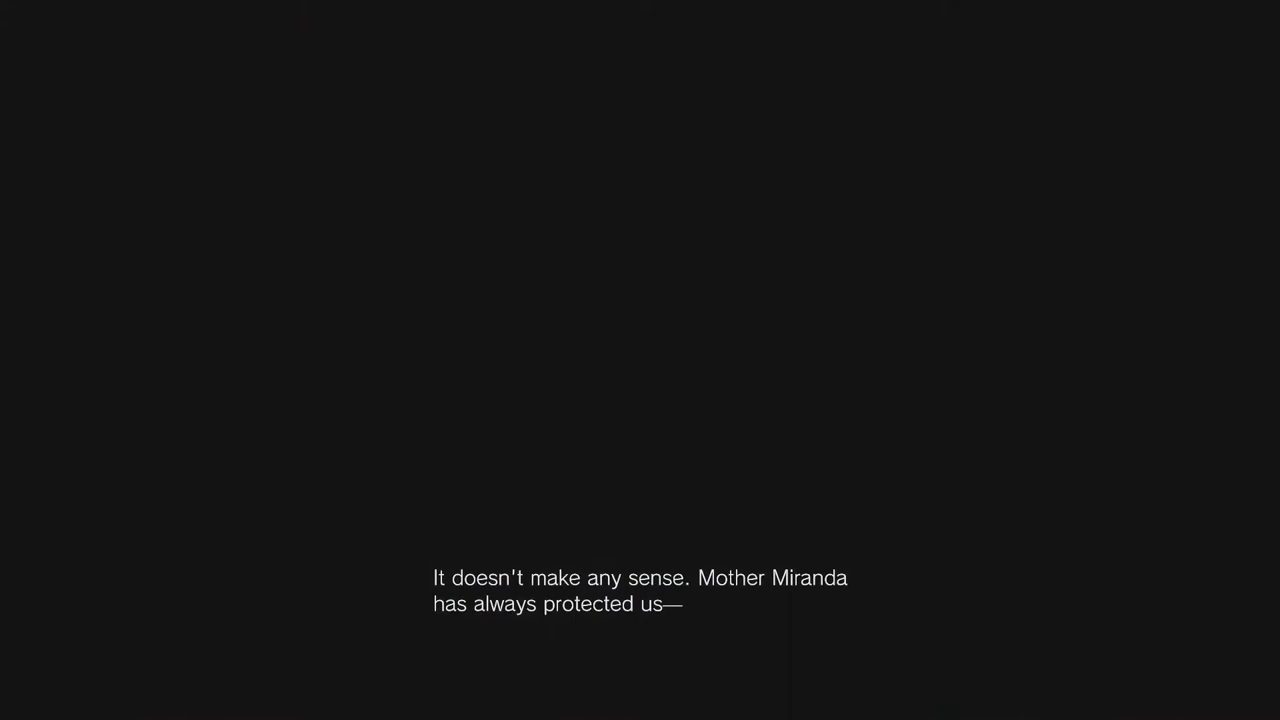 It doesn't make any sense. Mother Miranda
has always protected us—